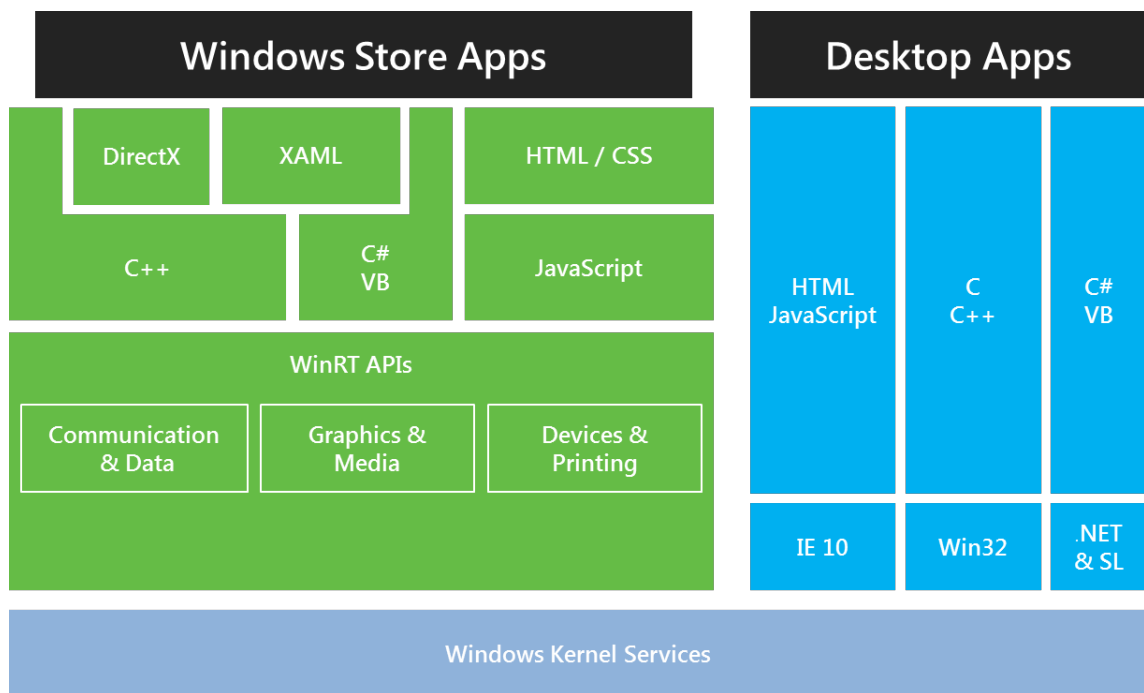 Windows Store Apps
Desktop Apps
DirectX
XAML
HTML / CSS
C++
C#
VB
JavaScript
HTML
JavaScript
C
C++
C#
VB
WinRT APIs
Communication
& Data
Graphics &
Media
Devices &
Printing
IE 10
Win32
.NET
& SL
Windows Kernel Services